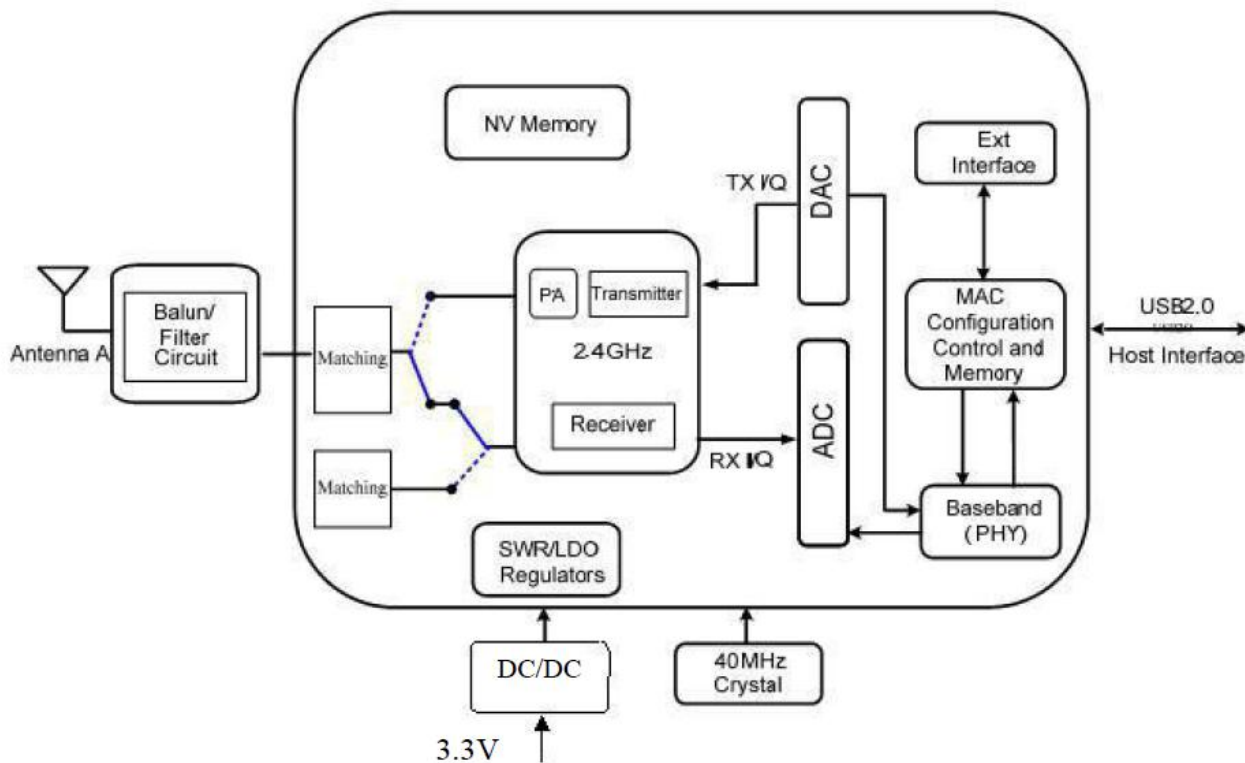 NV Memory
DAC
Ext
Interface
TX I/Q
Antenna A
Balun/
Filter
Circuit
Matching
PA
Transmitter
2.4GHz
Receiver
MAC
Configuration
Control and
Memory
USB2.0
Host Interface
Matching
RX I/Q
ADC
Baseband
(PHY)
SWR/LDO
Regulators
DC/DC
40MHz
Crystal
3.3V